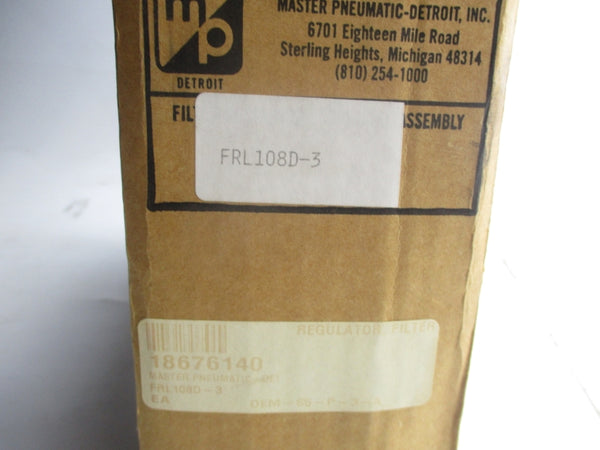 mp
DETROIT
MASTER PNEUMATIC-DETROIT, INC.
6701 Eighteen Mile Road
Sterling Heights, Michigan 48314
(810) 254-1000
FIL ASSEMBLY
FRL108D-3
REGULATOR FILTER
18676140
MASTER PNEUMATIC-DE
FRL108D-3
EA